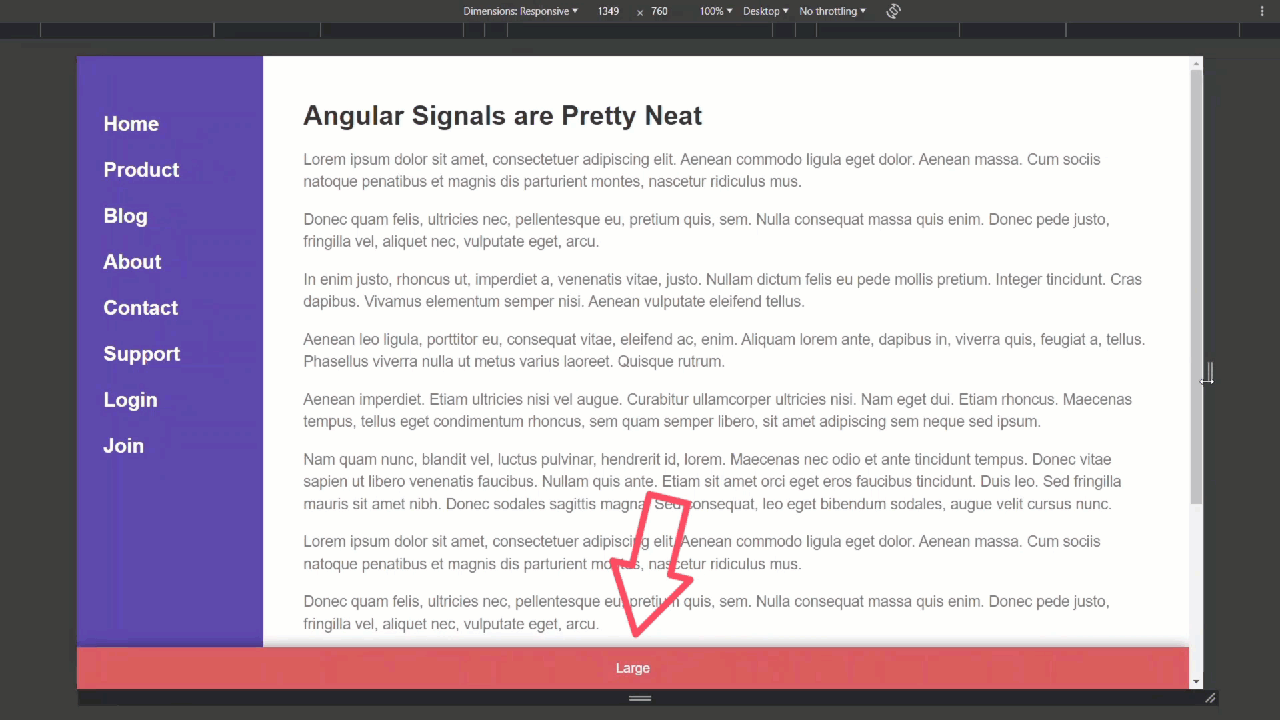 Dimensions: Responsive 1349 × 760 100% Desktop No throttling
Home
Product
Blog
About
Contact
Support
Login
Join
Angular Signals are Pretty Neat
Lorem ipsum dolor sit amet, consectetuer adipiscing elit. Aenean commodo ligula eget dolor. Aenean massa. Cum sociis
natoque penatibus et magnis dis parturient montes, nascetur ridiculus mus.
Donec quam felis, ultricies nec, pellentesque eu, pretium quis, sem. Nulla consequat massa quis enim. Donec pede justo,
fringilla vel, aliquet nec, vulputate eget, arcu.
In enim justo, rhoncus ut, imperdiet a, venenatis vitae, justo. Nullam dictum felis eu pede mollis pretium. Integer tincidunt. Cras
dapibus. Vivamus elementum semper nisi. Aenean vulputate eleifend tellus.
Aenean leo ligula, porttitor eu, consequat vitae, eleifend ac, enim. Aliquam lorem ante, dapibus in, viverra quis, feugiat a, tellus.
Phasellus viverra nulla ut metus varius laoreet. Quisque rutrum.
Aenean imperdiet. Etiam ultricies nisi vel augue. Curabitur ullamcorper ultricies nisi. Nam eget dui. Etiam rhoncus. Maecenas
tempus, tellus eget condimentum rhoncus, sem quam semper libero, sit amet adipiscing sem neque sed ipsum.
Nam quam nunc, blandit vel, luctus pulvinar, hendrerit id, lorem. Maecenas nec odio et ante tincidunt tempus. Donec vitae
sapien ut libero venenatis faucibus. Nullam quis ante. Etiam sit amet orci eget eros faucibus tincidunt. Duis leo. Sed fringilla
mauris sit amet nibh. Donec sodales sagittis magna. Sed consequat, leo eget bibendum sodales, augue velit cursus nunc.
Lorem ipsum dolor sit amet, consectetuer adipiscing elit. Aenean commodo ligula eget dolor. Aenean massa. Cum sociis
natoque penatibus et magnis dis parturient montes, nascetur ridiculus mus.
Donec quam felis, ultricies nec, pellentesque eu, pretium quis, sem. Nulla consequat massa quis enim. Donec pede justo,
fringilla vel, aliquet nec, vulputate eget, arcu.
Large